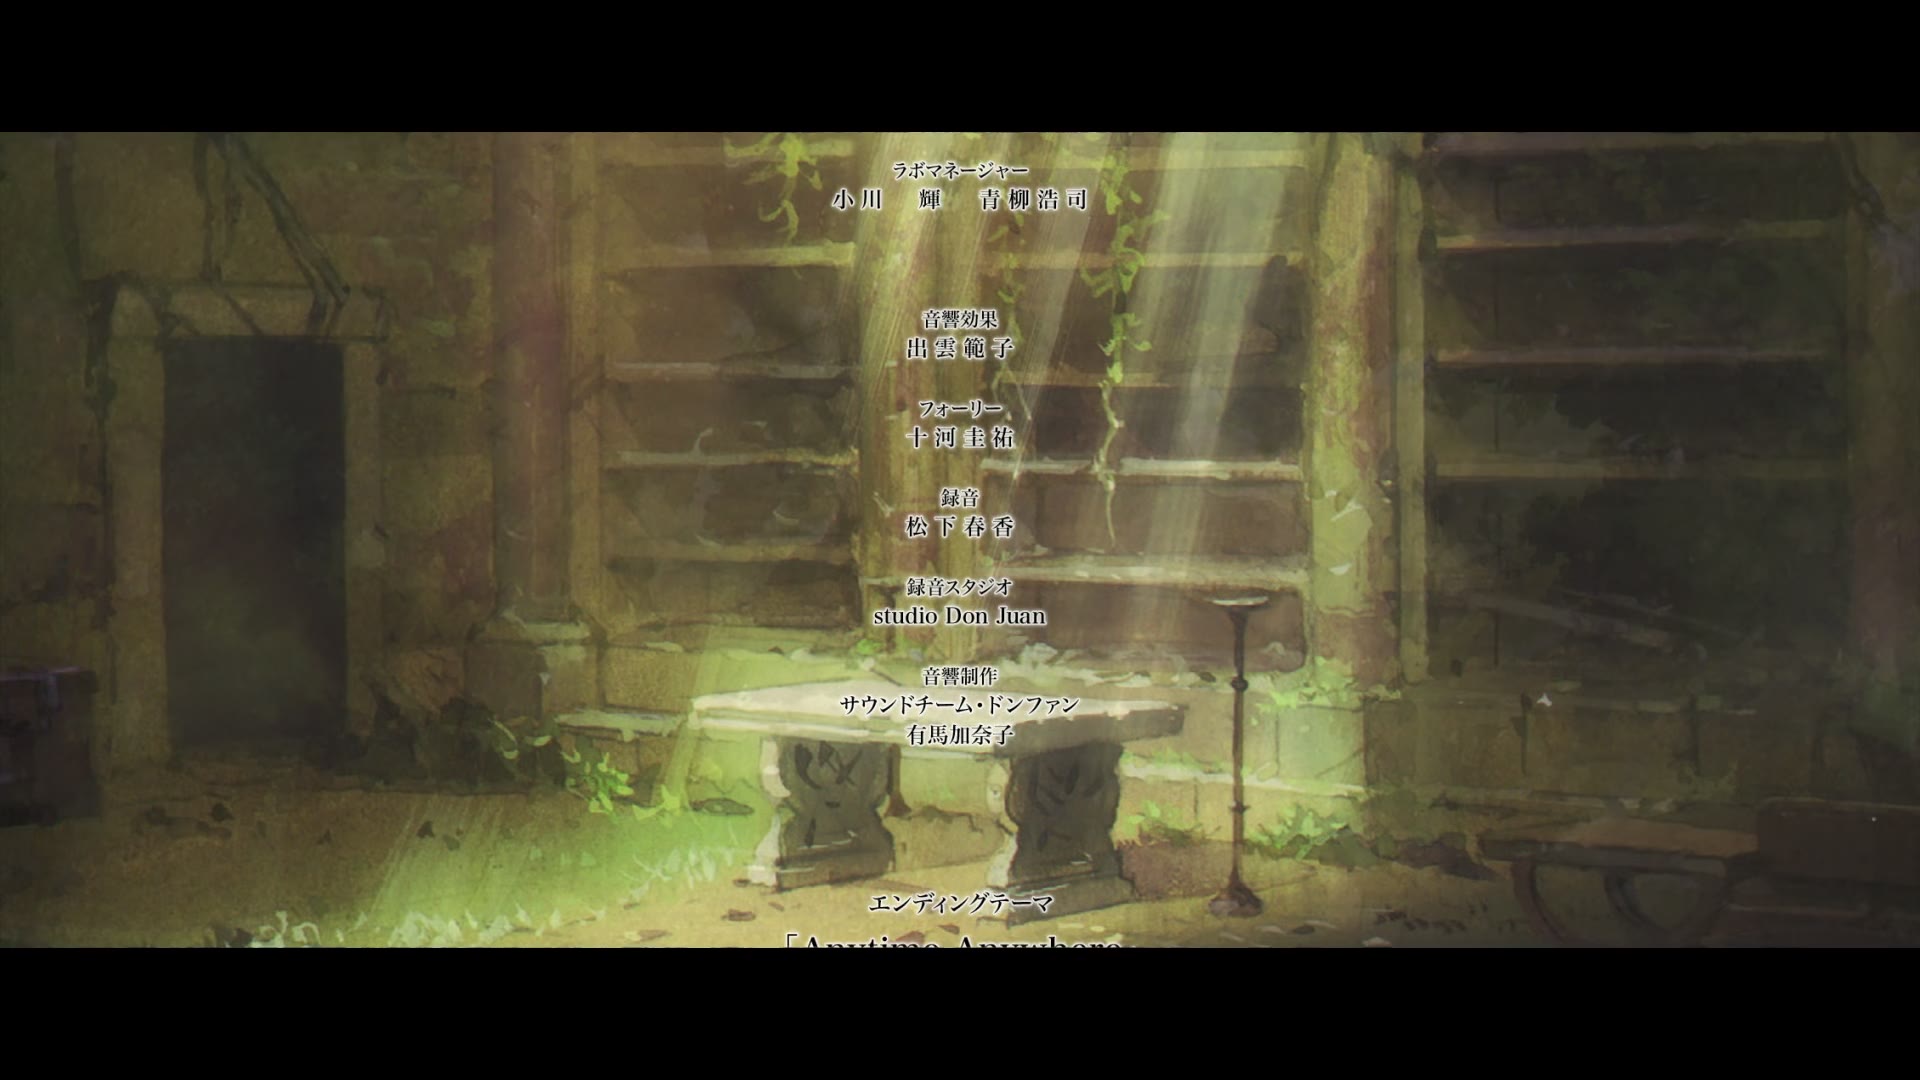 ラボマネージャー
小川　輝　青柳浩司
音響効果
出雲範子
フォーリー
十河圭祐
録音
松下春香
録音スタジオ
studio Don Juan
音響制作
サウンドチーム・ドンファン
有馬加奈子
エンディングテーマ
「Anytime Anywhere